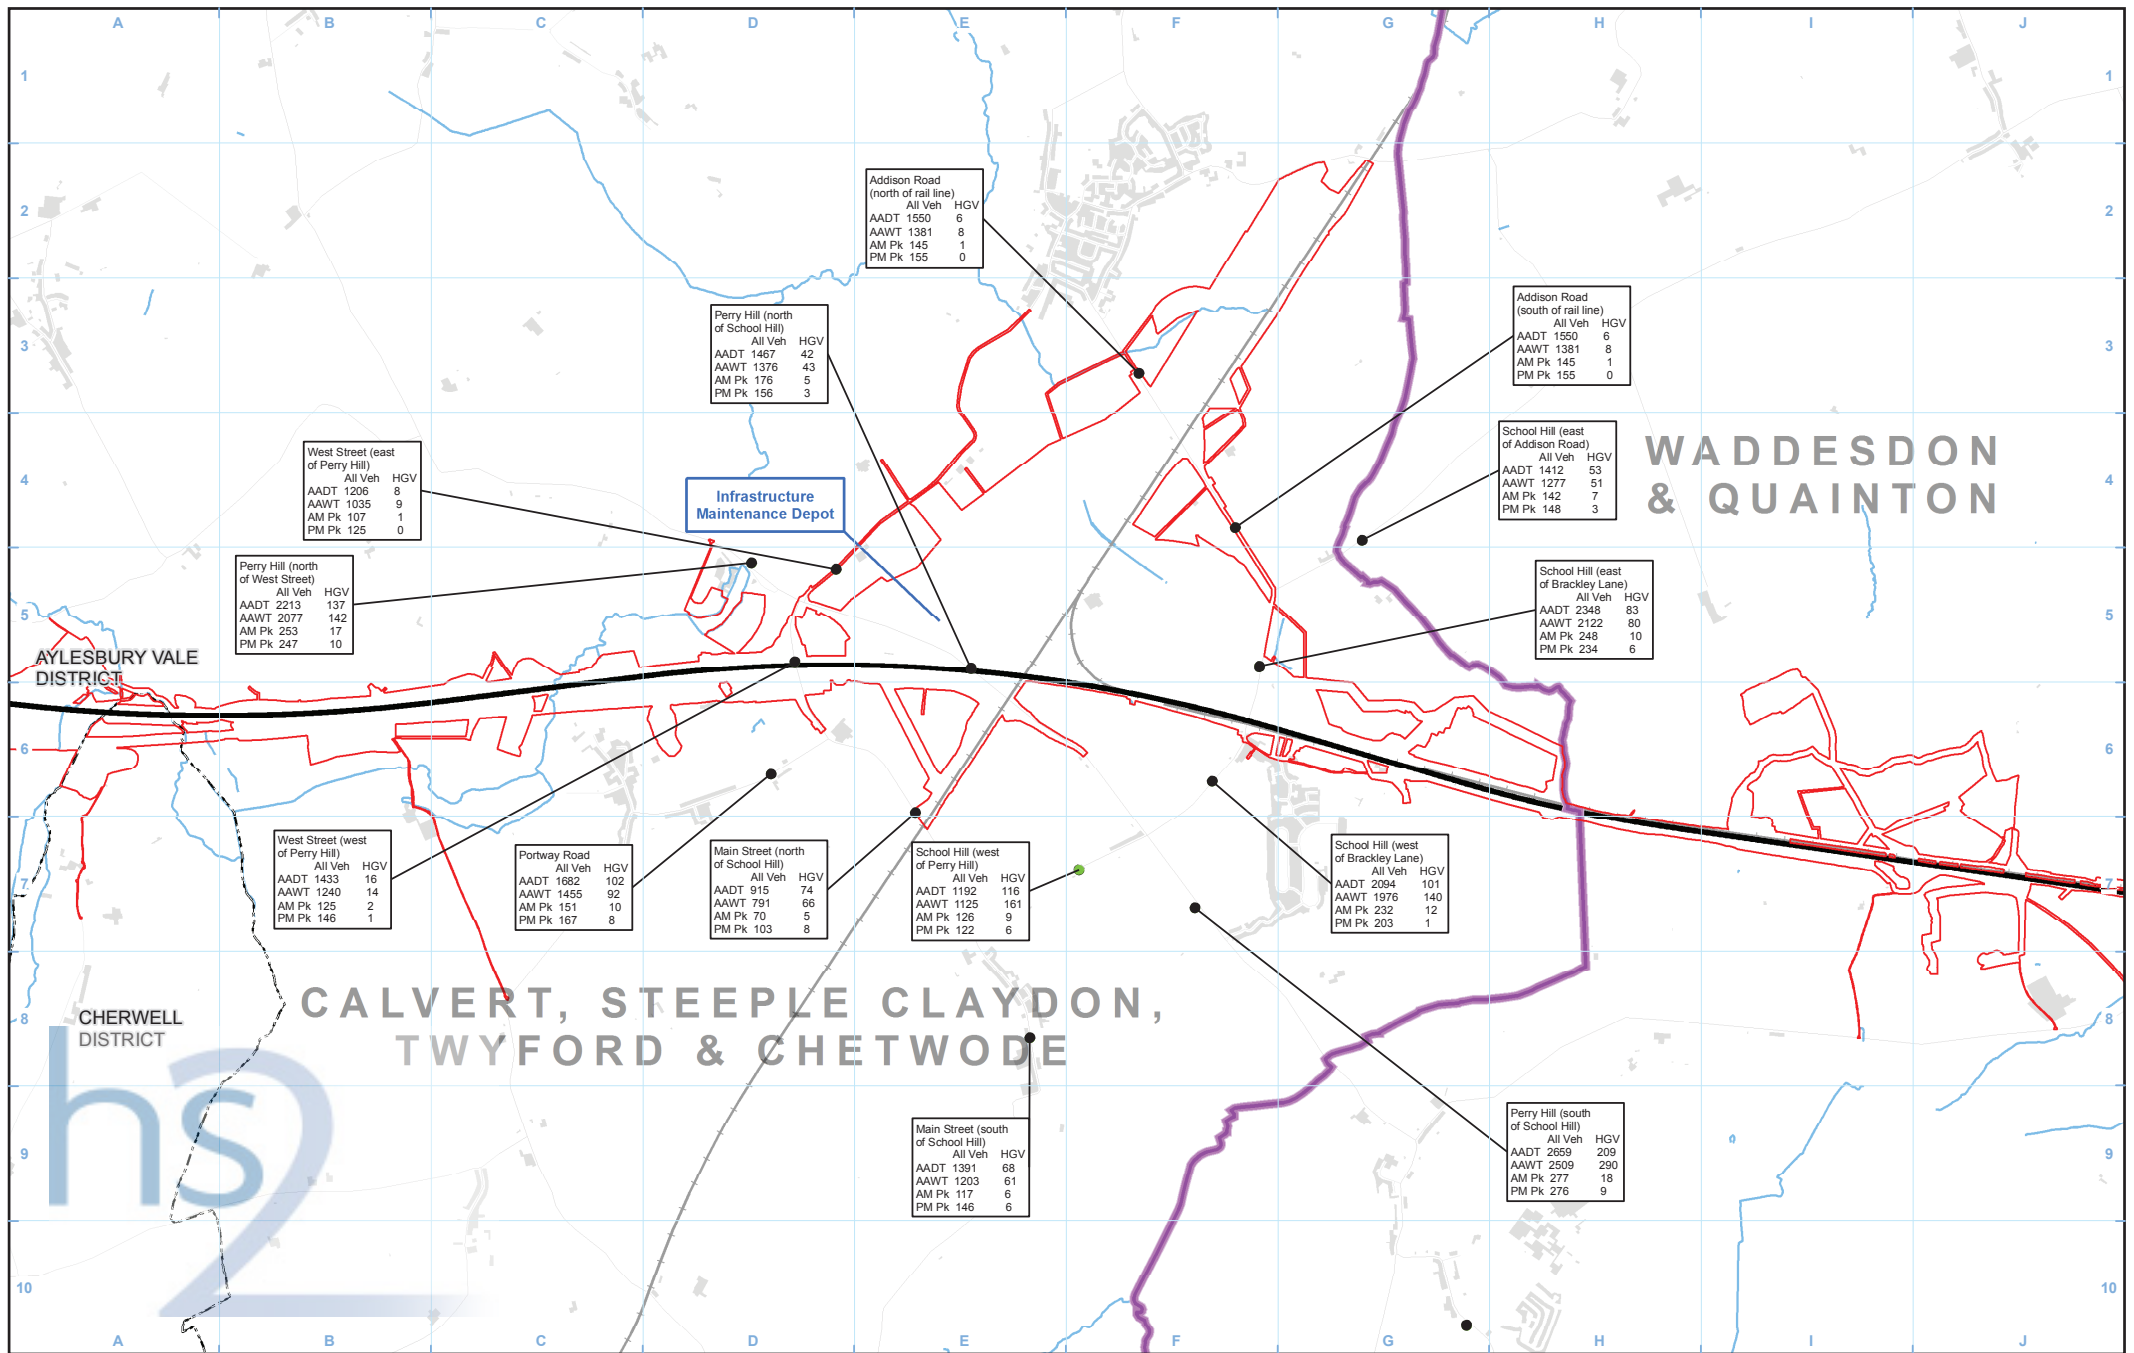 A B C D E F G H I J
1 1
Addison Road
(north of rail line)
All Veh HGV
AADT 1550 6
AAWT 1381 8
AM Pk 145 1
PM Pk 155 0
2 2
Perry Hill (north
of School Hill)
All Veh HGV
AADT 1467 42
AAWT 1376 43
AM Pk 176 5
PM Pk 156 3
Addison Road
(south of rail line)
All Veh HGV
AADT 1550 6
AAWT 1381 8
AM Pk 145 1
PM Pk 155 0
3 3
West Street (east
of Perry Hill)
All Veh HGV
AADT 1206 8
AAWT 1035 9
AM Pk 107 1
PM Pk 125 0
Infrastructure
Maintenance Depot
School Hill (east
of Addison Road)
All Veh HGV
AADT 1412 53
AAWT 1277 51
AM Pk 142 7
PM Pk 148 3
WADDESDON
& QUAINTON
4 4
Perry Hill (north
of West Street)
All Veh HGV
AADT 2213 137
AAWT 2077 142
AM Pk 253 17
PM Pk 247 10
School Hill (east
of Brackley Lane)
All Veh HGV
AADT 2348 83
AAWT 2122 80
AM Pk 248 10
PM Pk 234 6
5 5
AYLESBURY VALE
DISTRICT
6 6
West Street (west
of Perry Hill)
All Veh HGV
AADT 1433 16
AAWT 1240 14
AM Pk 125 2
PM Pk 146 1
Portway Road
All Veh HGV
AADT 1682 102
AAWT 1455 92
AM Pk 151 10
PM Pk 167 8
Main Street (north
of School Hill)
All Veh HGV
AADT 915 74
AAWT 791 66
AM Pk 70 5
PM Pk 103 8
School Hill (west
of Perry Hill)
All Veh HGV
AADT 1192 116
AAWT 1125 161
AM Pk 126 9
PM Pk 122 6
School Hill (west
of Brackley Lane)
All Veh HGV
AADT 2094 101
AAWT 1976 140
AM Pk 232 12
PM Pk 203 1
7 7
CALVERT, STEEPLE CLAYDON,
TWYFORD & CHETWODE
CHERWELL
DISTRICT
8 8
hs2
Main Street (south
of School Hill)
All Veh HGV
AADT 1391 68
AAWT 1203 61
AM Pk 117 6
PM Pk 146 6
Perry Hill (south
of School Hill)
All Veh HGV
AADT 2659 209
AAWT 2509 290
AM Pk 277 18
PM Pk 276 9
9 9
10 10
A B C D E F G H I J